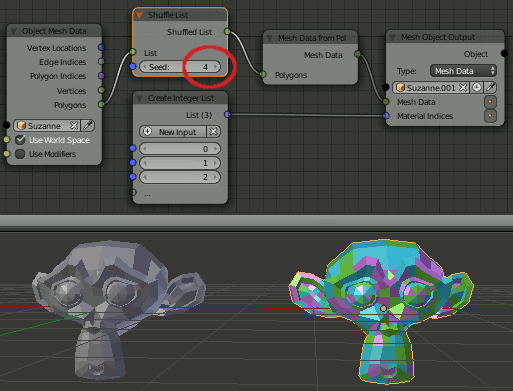 Object Mesh Data
Vertex Locations
Edge Indices
Polygon Indices
Vertices
Polygons
Suzanne
Use World Space
Use Modifiers
Shuffle List
Shuffled List
List
Seed: 4
Create Integer List
List (3)
New Input
0
1
2
...
Mesh Data from Pol
Mesh Data
Polygons
Mesh Object Output
Object
Type: Mesh Data
Suzanne.001
Mesh Data
Material Indices